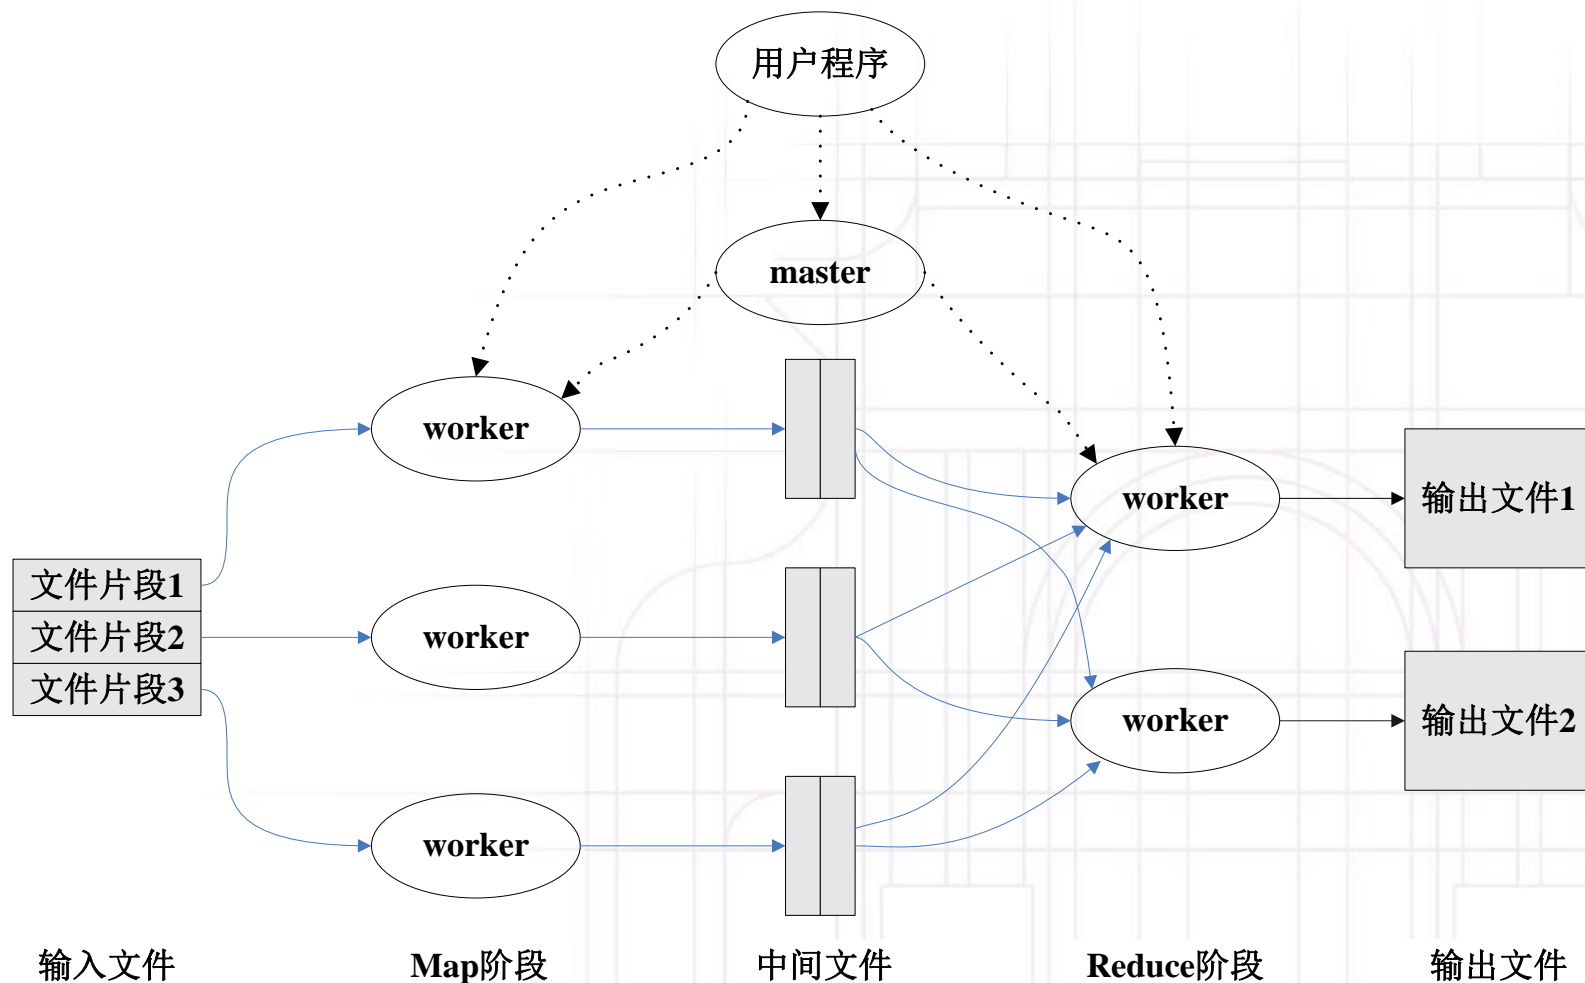 用户程序
master
worker
worker
输出文件1
文件片段1
文件片段2
worker
文件片段3
worker
输出文件2
worker
输入文件
Map阶段
中间文件
Reduce阶段
输出文件